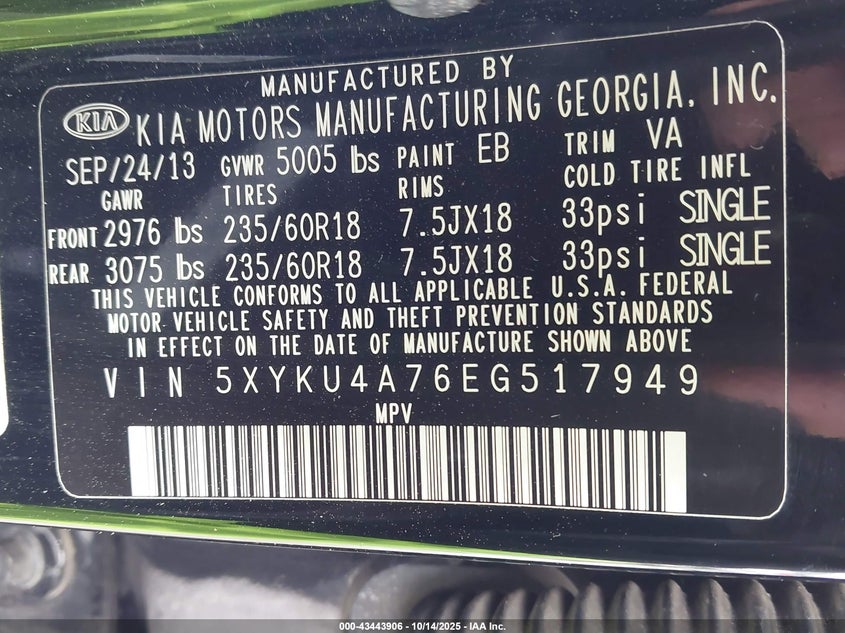 MANUFACTURED BY
KIA KIA MOTORS MANUFACTURING GEORGIA, INC.
SEP/24/13 GVWR 5005 lbs PAINT EB TRIM VA
GAWR TIRES RIMS COLD TIRE INFL
FRONT 2976 lbs 235/60R18 7.5JX18 33psi SINGLE
REAR 3075 lbs 235/60R18 7.5JX18 33psi SINGLE
THIS VEHICLE CONFORMS TO ALL APPLICABLE U.S.A. FEDERAL
MOTOR VEHICLE SAFETY AND THEFT PREVENTION STANDARDS
IN EFFECT ON THE DATE OF MANUFACTURE SHOWN ABOVE
VIN 5XYKU4A76EG517949
MPV
000-43443906 - 10/14/2025 - IAA Inc.